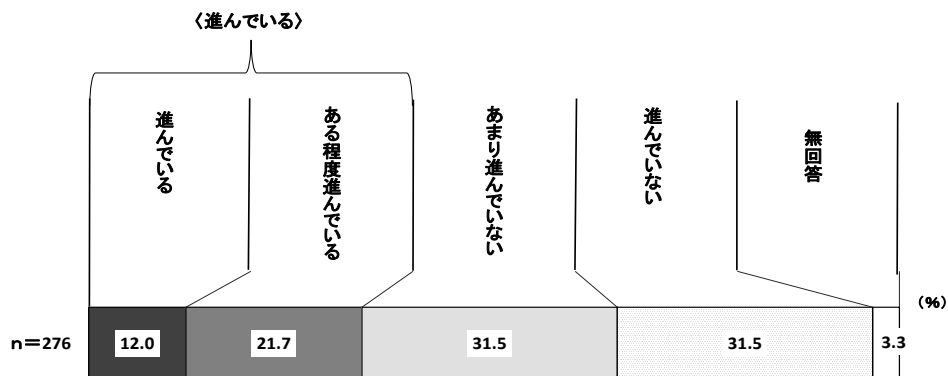 〈進んでいる〉
進んでいる
ある程度進んでいる
あまり進んでいない
進んでいない
無回答
(％)
n＝276
12.0
21.7
31.5
31.5
3.3